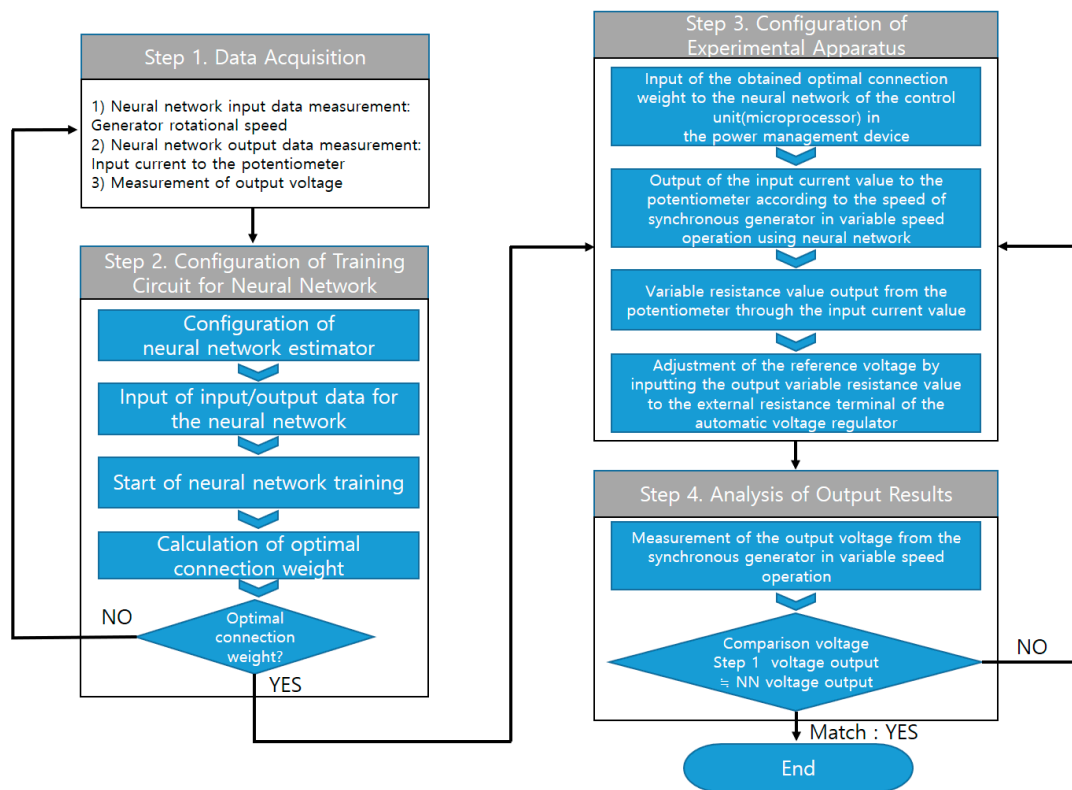 Step 1. Data Acquisition
1) Neural network input data measurement:
Generator rotational speed
2) Neural network output data measurement:
Input current to the potentiometer
3) Measurement of output voltage
Step 2. Configuration of Training
Circuit for Neural Network
Configuration of
neural network estimator
Input of input/output data for
the neural network
Start of neural network training
Calculation of optimal
connection weight
Optimal
connection
weight?
NO
YES
Step 3. Configuration of
Experimental Apparatus
Input of the obtained optimal connection
weight to the neural network of the control
unit(microprocessor) in
the power management device
Output of the input current value to the
potentiometer according to the speed of
synchronous generator in variable speed
operation using neural network
Variable resistance value output from the
potentiometer through the input current value
Adjustment of the reference voltage by
inputting the output variable resistance value
to the external resistance terminal of the
automatic voltage regulator
Step 4. Analysis of Output Results
Measurement of the output voltage from the
synchronous generator in variable speed
operation
Comparison voltage
Step 1 voltage output
≒ NN voltage output
NO
Match : YES
End